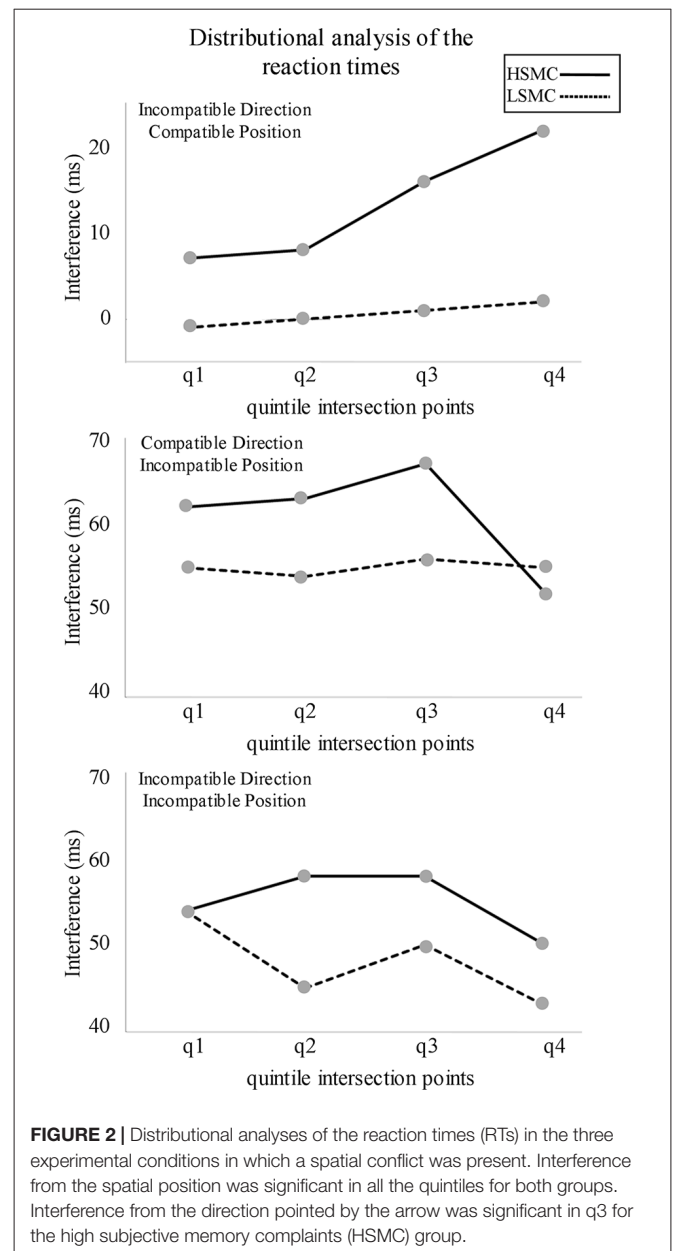 Distributional analysis of the
reaction times
HSMC
LSMC
Incompatible Direction
Compatible Position
Interference (ms)
20
10
0
q1 q2 q3 q4
quintile intersection points
Compatible Direction
Incompatible Position
Interference (ms)
70
60
50
40
q1 q2 q3 q4
quintile intersection points
Incompatible Direction
Incompatible Position
Interference (ms)
70
60
50
40
q1 q2 q3 q4
quintile intersection points
FIGURE 2 | Distributional analyses of the reaction times (RTs) in the three
experimental conditions in which a spatial conflict was present. Interference
from the spatial position was significant in all the quintiles for both groups.
Interference from the direction pointed by the arrow was significant in q3 for
the high subjective memory complaints (HSMC) group.